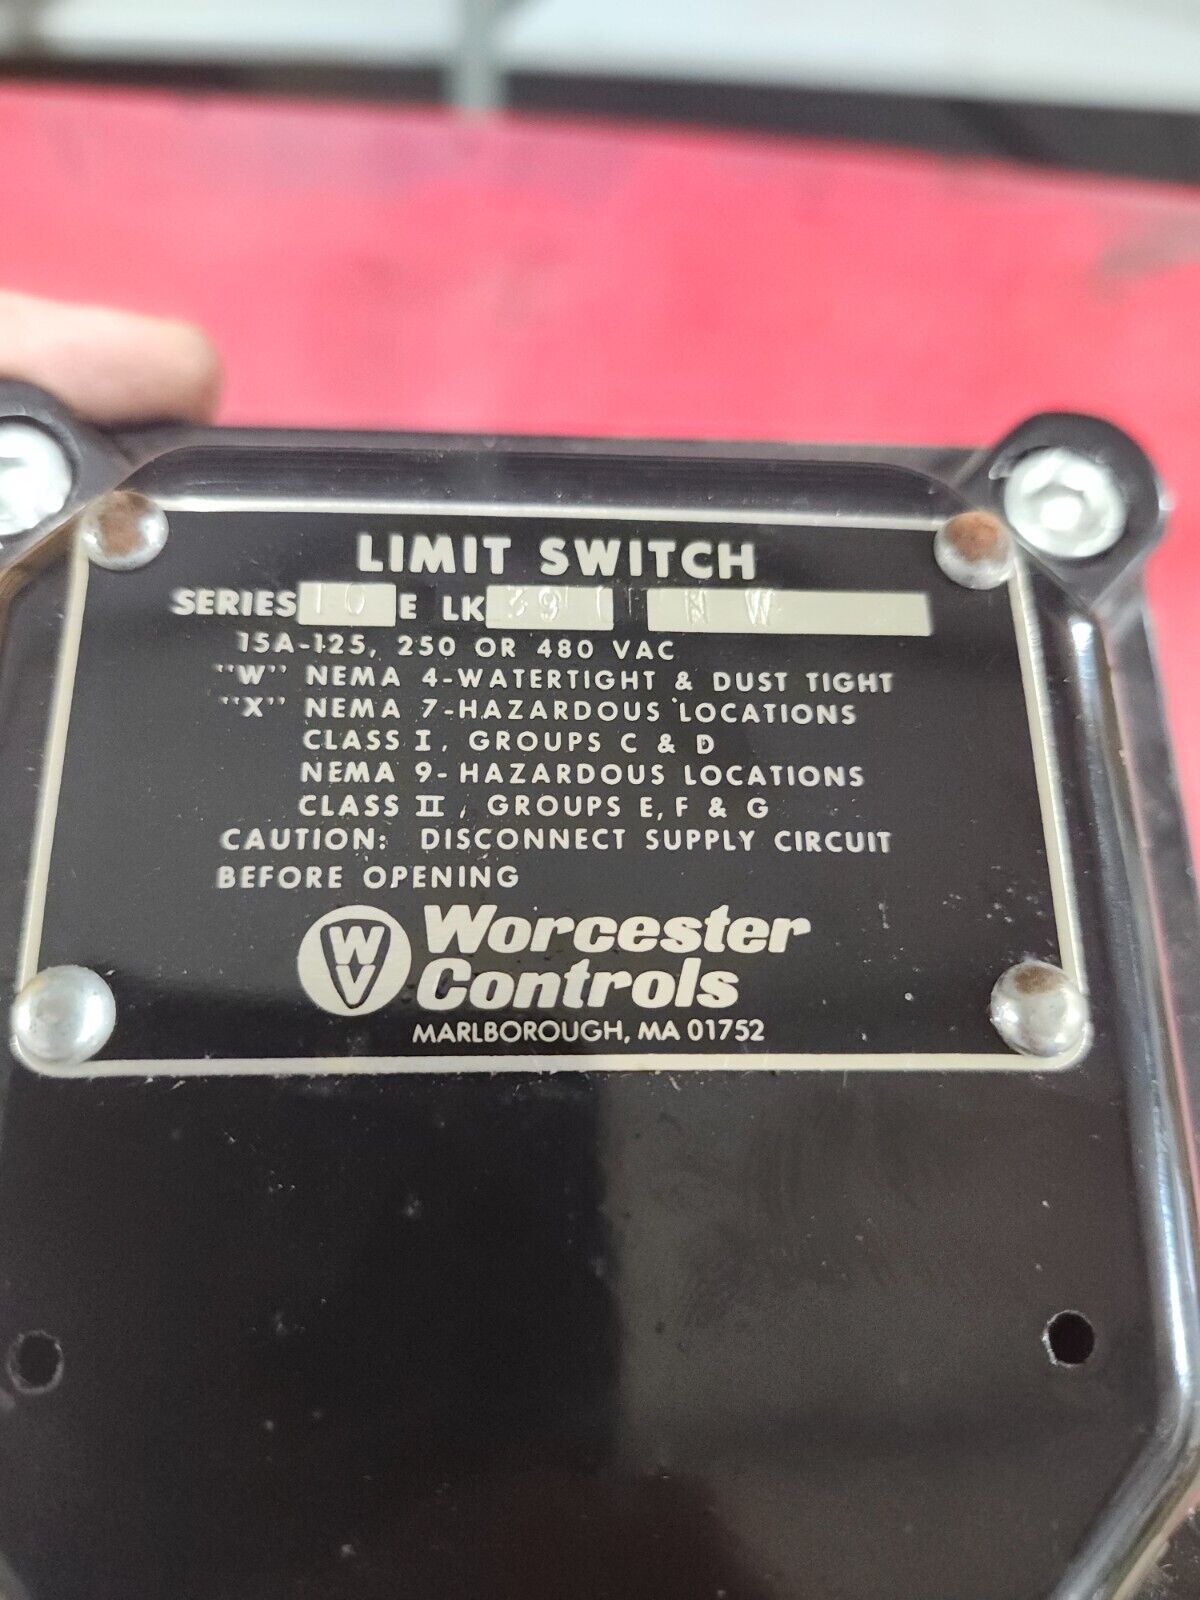 LIMIT SWITCH
SERIES 10 E LK 39 N W
15A-125, 250 OR 480 VAC
"W" NEMA 4-WATERTIGHT & DUST TIGHT
"X" NEMA 7-HAZARDOUS LOCATIONS
CLASS I, GROUPS C & D
NEMA 9-HAZARDOUS LOCATIONS
CLASS II, GROUPS E, F & G
CAUTION: DISCONNECT SUPPLY CIRCUIT
BEFORE OPENING
WV Worcester
Controls
MARLBOROUGH, MA 01752